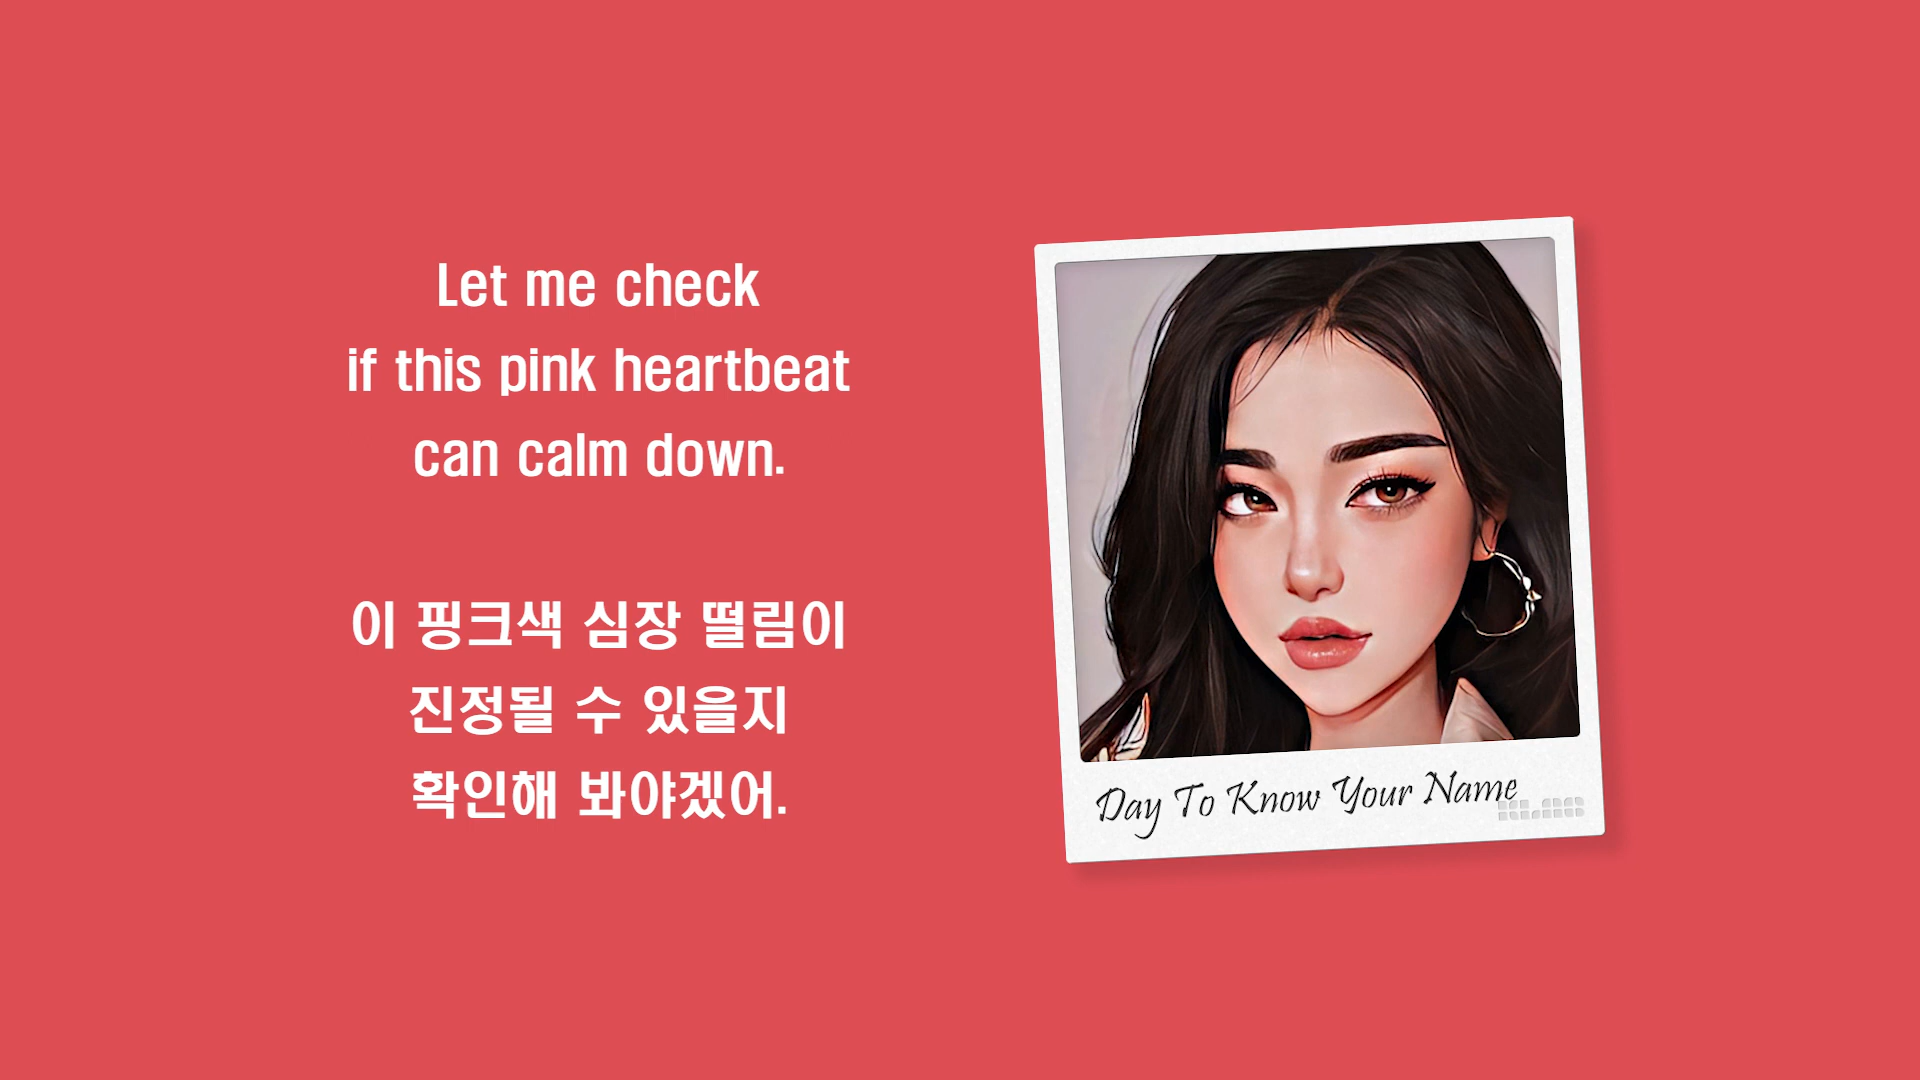 Let me check
if this pink heartbeat
can calm down.
이 핑크색 심장 떨림이
진정될 수 있을지
확인해 봐야겠어.
Day To Know Your Name